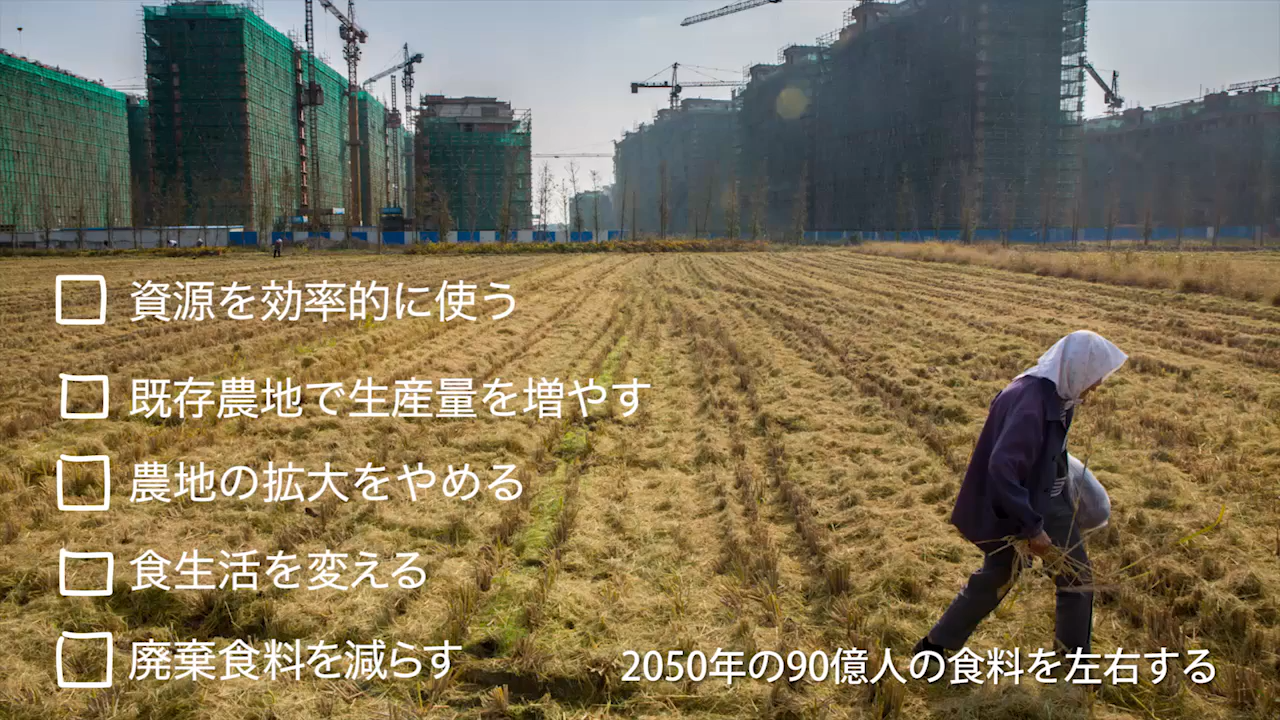 資源を効率的に使う
既存農地で生産量を増やす
農地の拡大をやめる
食生活を変える
廃棄食料を減らす
2050年の90億人の食料を左右する